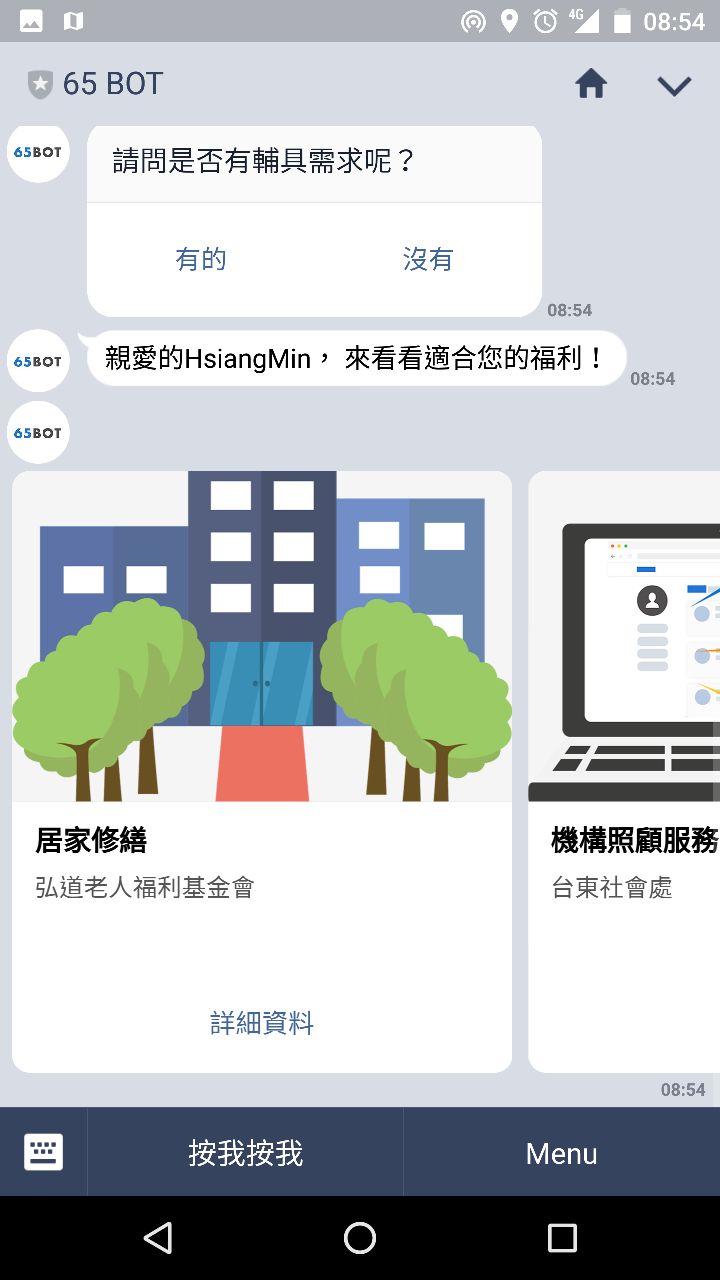 4G 08:54
65 BOT
65BOT
請問是否有輔具需求呢？
有的 沒有
08:54
65BOT
親愛的HsiangMin， 來看看適合您的福利！
08:54
65BOT
居家修繕
弘道老人福利基金會
詳細資料
機構照顧服務
台東社會處
08:54
按我按我 Menu